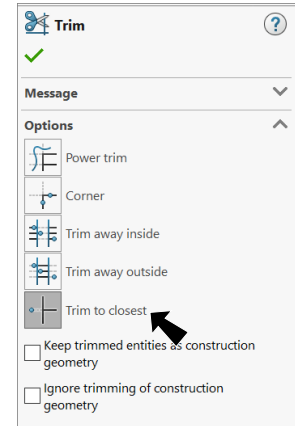 Trim
?
Message
Options
Power trim
Corner
Trim away inside
Trim away outside
Trim to closest
Keep trimmed entities as construction
geometry
Ignore trimming of construction
geometry